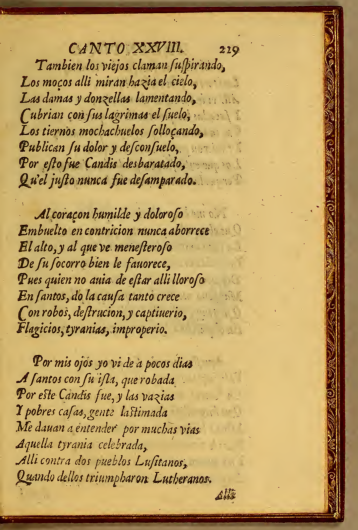 CANTO XXVIII. 229
Tambien los viejos claman suspirando,
Los moços alli miran hazia el cielo,
Las damas y donzellas lamentando,
Cubrian con sus lagrimas el suelo,
Los tiernos mochachuelos solloçando,
Publican su dolor y desconsuelo,
Por esto fue Candis desbaratado,
Qu'el justo nunca fue desamparado.
Al coraçon humilde y doloroso
Embuelto en contricion nunca aborrece
El alto, y al que ve menesteroso
De su socorro bien le fauorece,
Pues quien no auia de estar alli lloroso
En santos, do la causa tanto crece
Con robos, destrucion, y captiuerio,
Flagicios, tyranias, improperio.
Por mis ojos yo vi de a pocos dias
A santos con su isla, que robada
Por este Candis fue, y las vazias
Y pobres casas, gente lastimada
Me dauan a entender por muchas vias
Aquella tyrania celebrada,
Alli contra dos pueblos Lusitanos,
Quando dellos triumpharon Lutheranos.
Alli